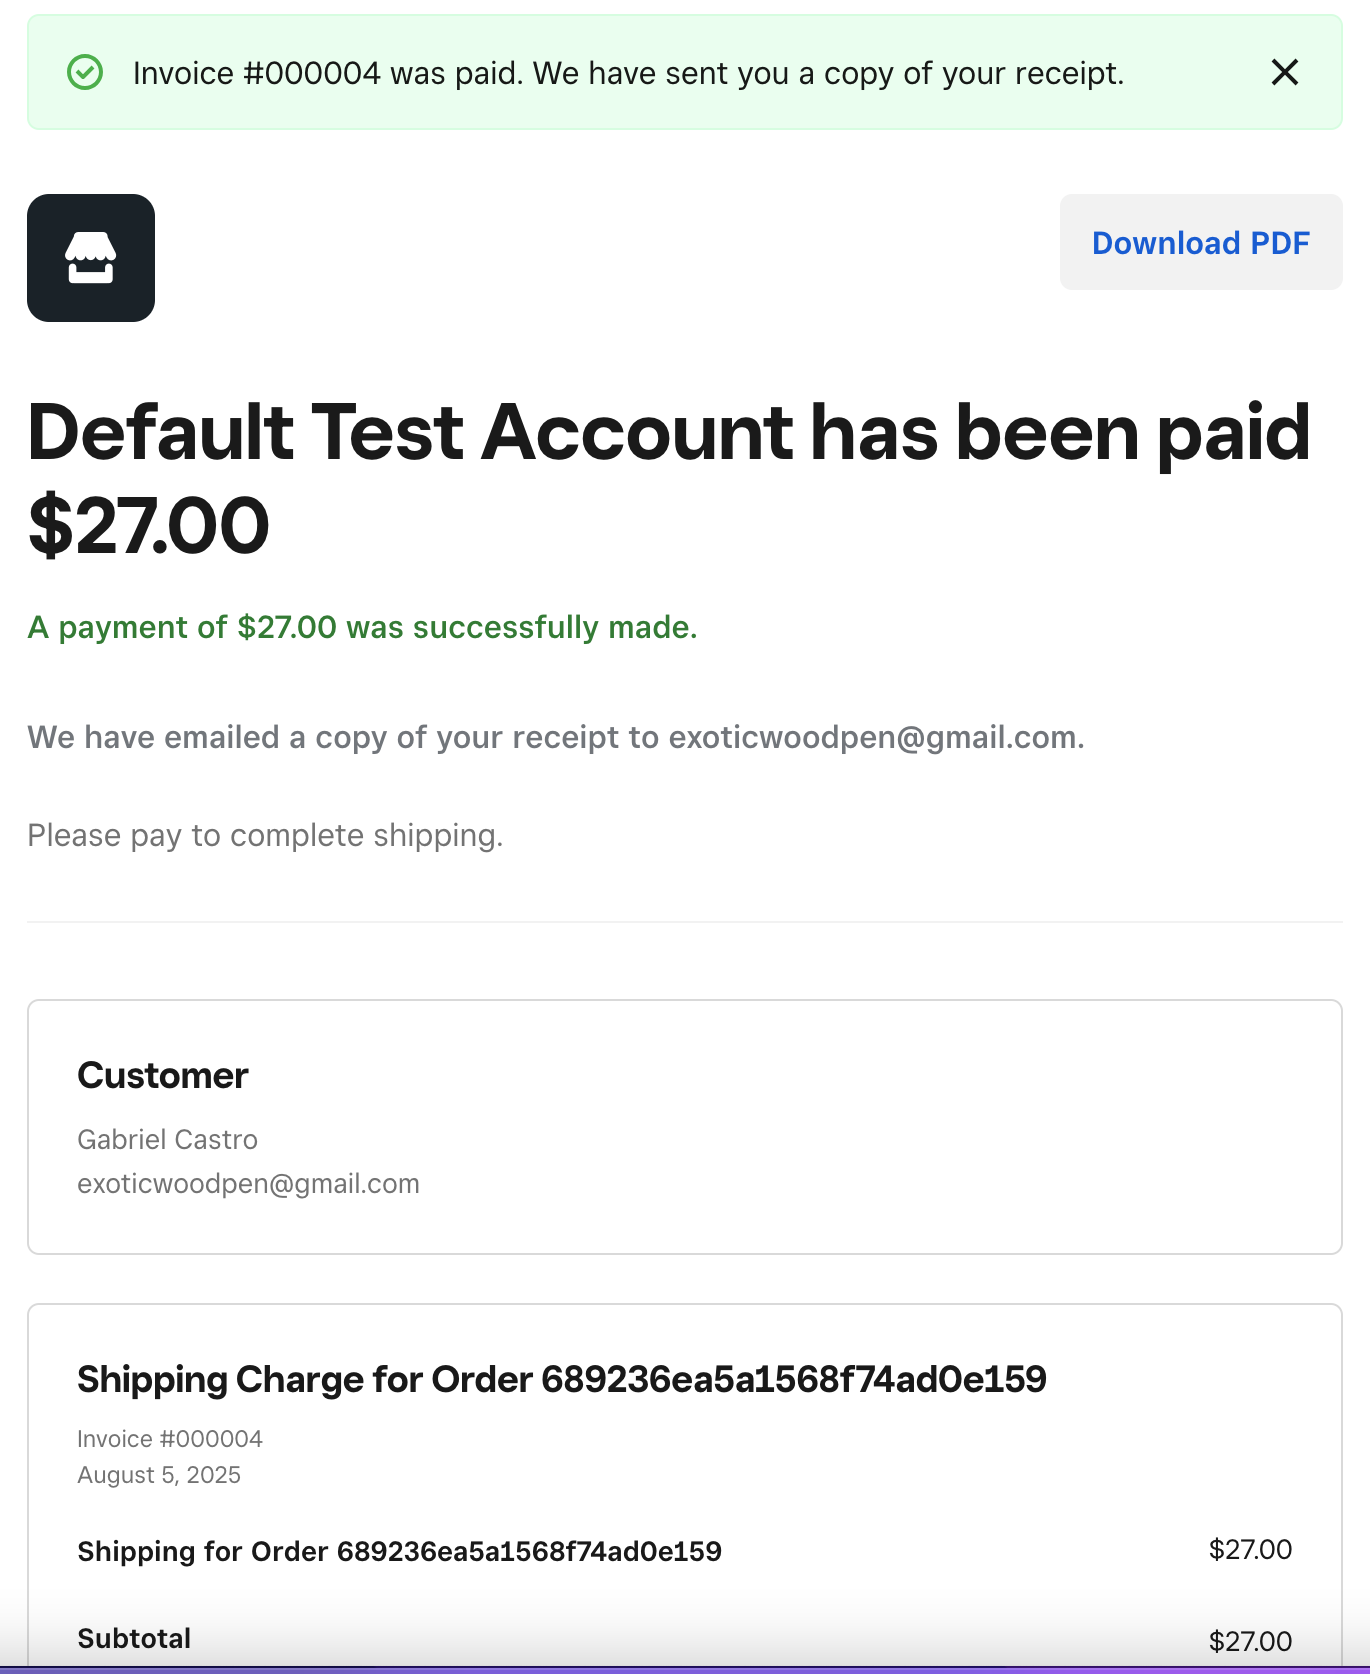 Invoice #000004 was paid. We have sent you a copy of your receipt.
Download PDF
Default Test Account has been paid
$27.00
A payment of $27.00 was successfully made.
We have emailed a copy of your receipt to exoticwoodpen@gmail.com.
Please pay to complete shipping.
Customer
Gabriel Castro
exoticwoodpen@gmail.com
Shipping Charge for Order 689236ea5a1568f74ad0e159
Invoice #000004
August 5, 2025
Shipping for Order 689236ea5a1568f74ad0e159 $27.00
Subtotal $27.00